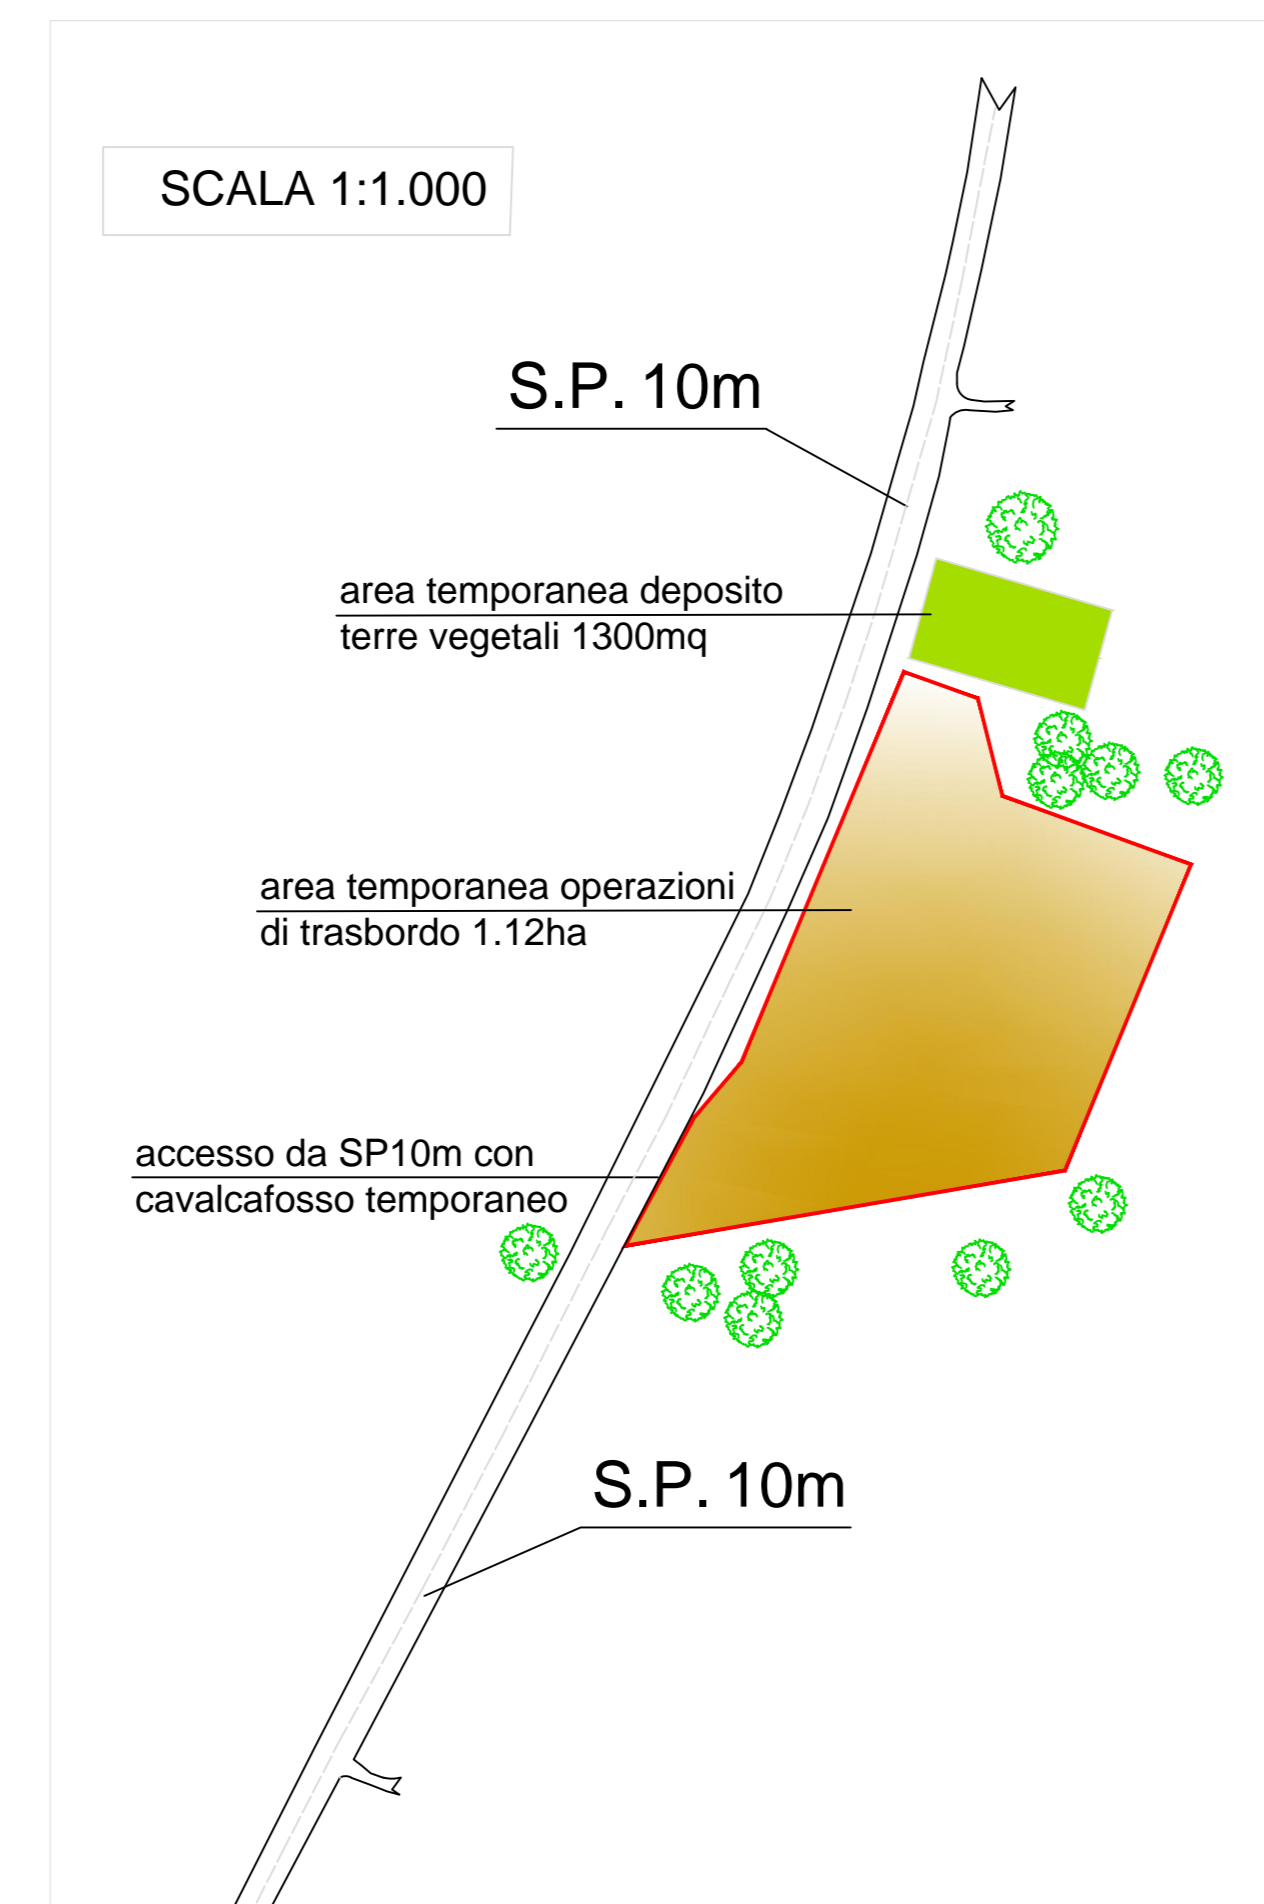 SCALA 1:1.000
S.P. 10m
area temporanea deposito
terre vegetali 1300mq
area temporanea operazioni
di trasbordo 1.12ha
accesso da SP10m con
cavalcafosso temporaneo
S.P. 10m